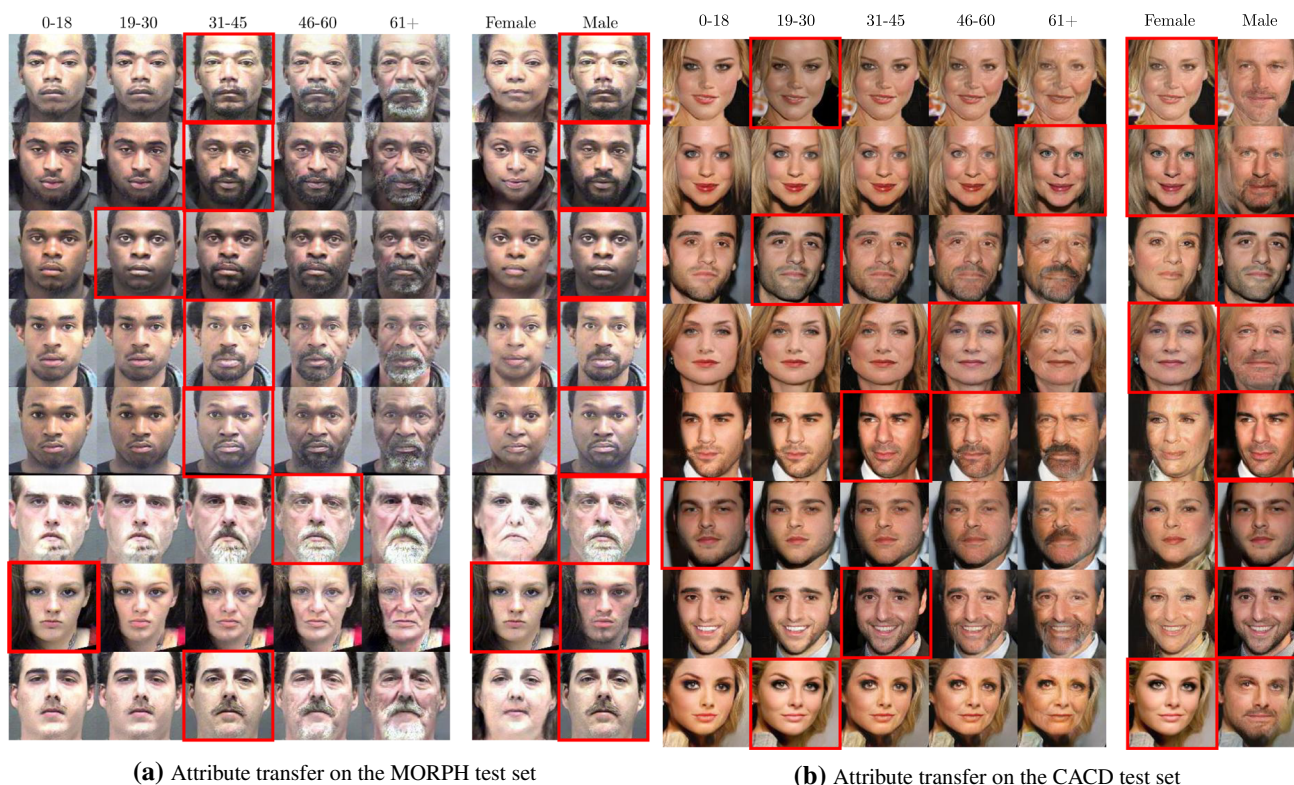 0-18 19-30 31-45 46-60 61+ Female Male
0-18 19-30 31-45 46-60 61+ Female Male
(a) Attribute transfer on the MORPH test set
(b) Attribute transfer on the CACD test set